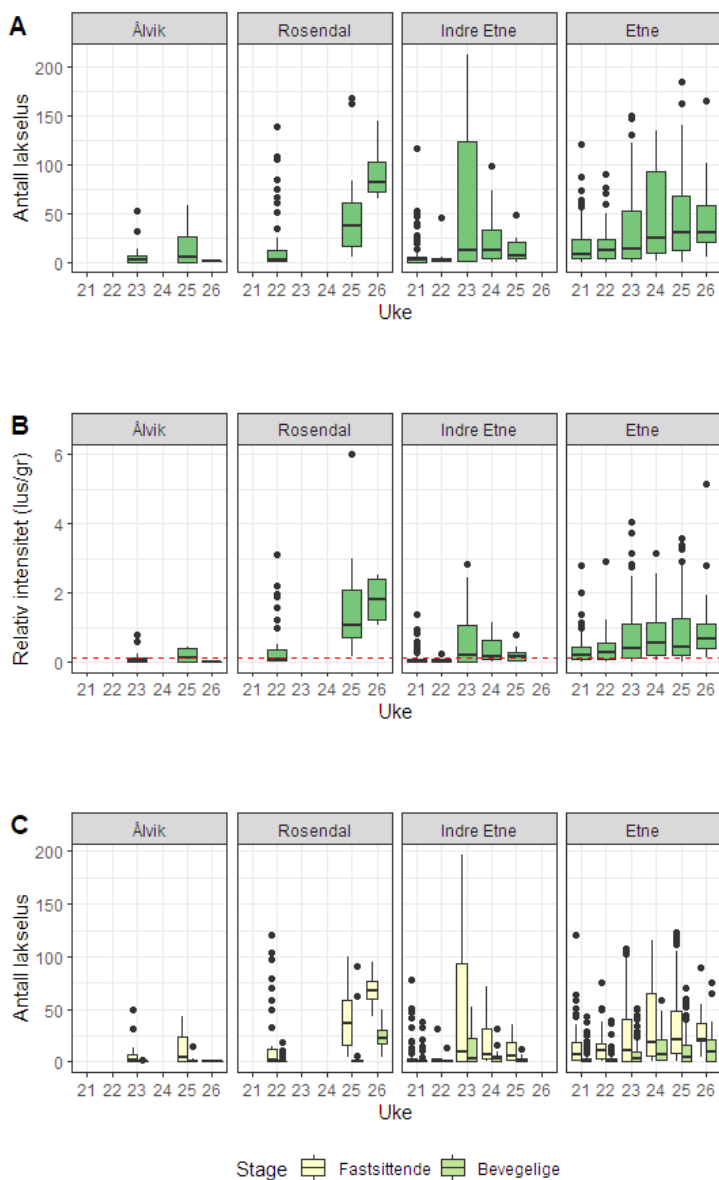 A
Ålvik Rosendal Indre Etne Etne
Antall lakselus
200
150
100
50
0
21 22 23 24 25 26 21 22 23 24 25 26 21 22 23 24 25 26 21 22 23 24 25 26
Uke
B
Ålvik Rosendal Indre Etne Etne
Relativ intensitet (lus/gr)
6
4
2
0
21 22 23 24 25 26 21 22 23 24 25 26 21 22 23 24 25 26 21 22 23 24 25 26
Uke
C
Ålvik Rosendal Indre Etne Etne
Antall lakselus
200
150
100
50
0
21 22 23 24 25 26 21 22 23 24 25 26 21 22 23 24 25 26 21 22 23 24 25 26
Uke
Stage Fastsittende Bevegelige